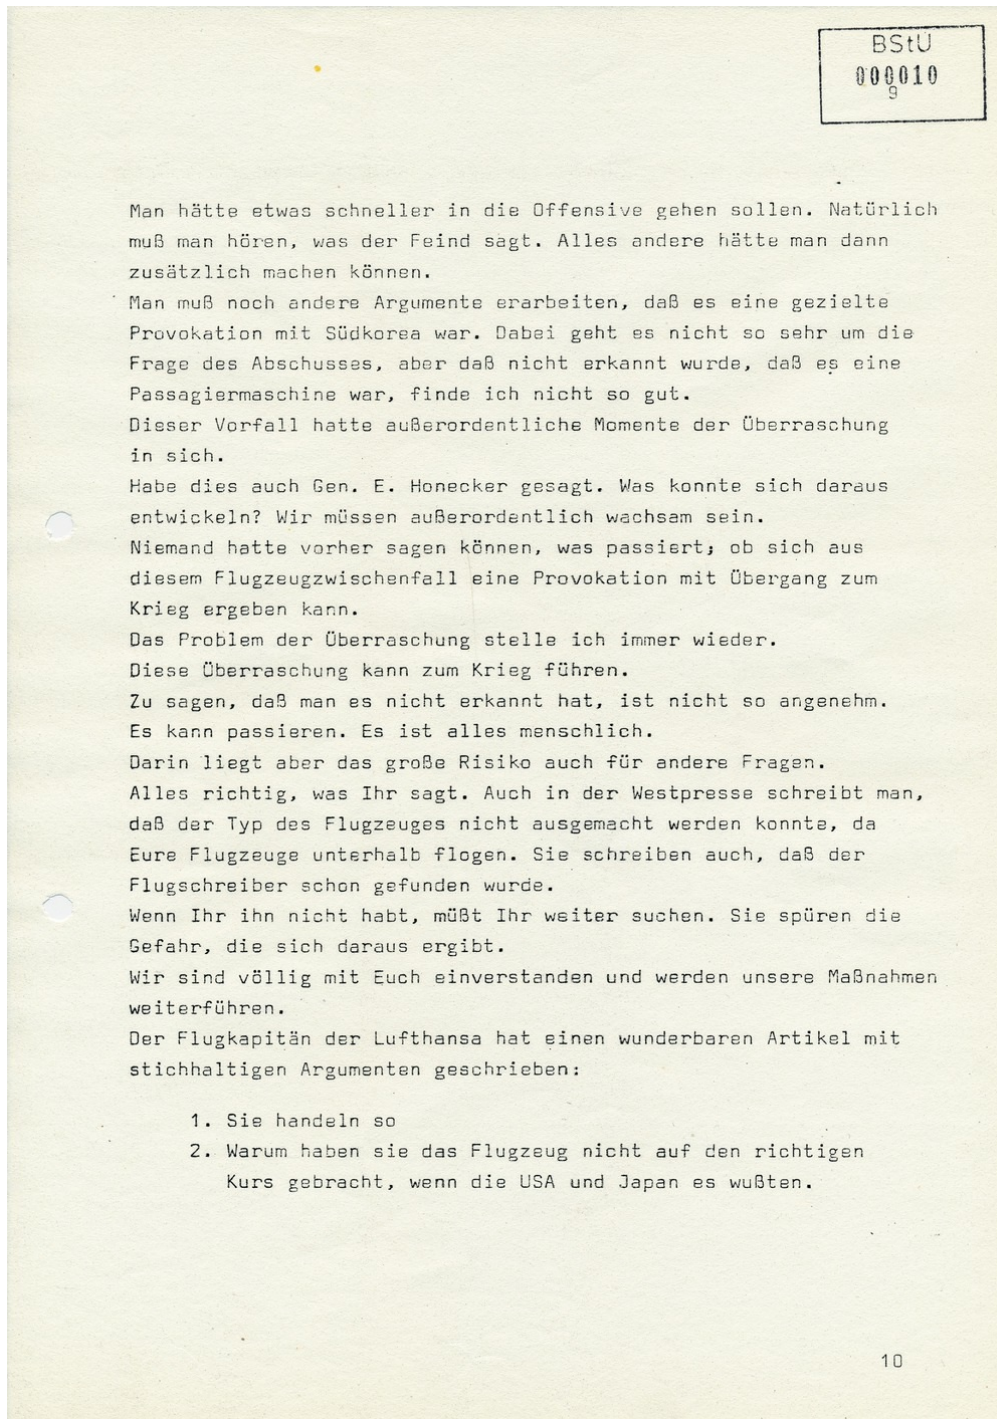 BStU
000010
9
Man hätte etwas schneller in die Offensive gehen sollen. Natürlich
muß man hören, was der Feind sagt. Alles andere hätte man dann
zusätzlich machen können.
Man muß noch andere Argumente erarbeiten, daß es eine gezielte
Provokation mit Südkorea war. Dabei geht es nicht so sehr um die
Frage des Abschusses, aber daß nicht erkannt wurde, daß es eine
Passagiermaschine war, finde ich nicht so gut.
Dieser Vorfall hatte außerordentliche Momente der Überraschung
in sich.
Habe dies auch Gen. E. Honecker gesagt. Was konnte sich daraus
entwickeln? Wir müssen außerordentlich wachsam sein.
Niemand hatte vorher sagen können, was passiert; ob sich aus
diesem Flugzeugzwischenfall eine Provokation mit Übergang zum
Krieg ergeben kann.
Das Problem der Überraschung stelle ich immer wieder.
Diese Überraschung kann zum Krieg führen.
Zu sagen, daß man es nicht erkannt hat, ist nicht so angenehm.
Es kann passieren. Es ist alles menschlich.
Darin liegt aber das große Risiko auch für andere Fragen.
Alles richtig, was Ihr sagt. Auch in der Westpresse schreibt man,
daß der Typ des Flugzeuges nicht ausgemacht werden konnte, da
Eure Flugzeuge unterhalb flogen. Sie schreiben auch, daß der
Flugschreiber schon gefunden wurde.
Wenn Ihr ihn nicht habt, müßt Ihr weiter suchen. Sie spüren die
Gefahr, die sich daraus ergibt.
Wir sind völlig mit Euch einverstanden und werden unsere Maßnahmen
weiterführen.
Der Flugkapitän der Lufthansa hat einen wunderbaren Artikel mit
stichhaltigen Argumenten geschrieben:
1. Sie handeln so
2. Warum haben sie das Flugzeug nicht auf den richtigen
Kurs gebracht, wenn die USA und Japan es wußten.
10